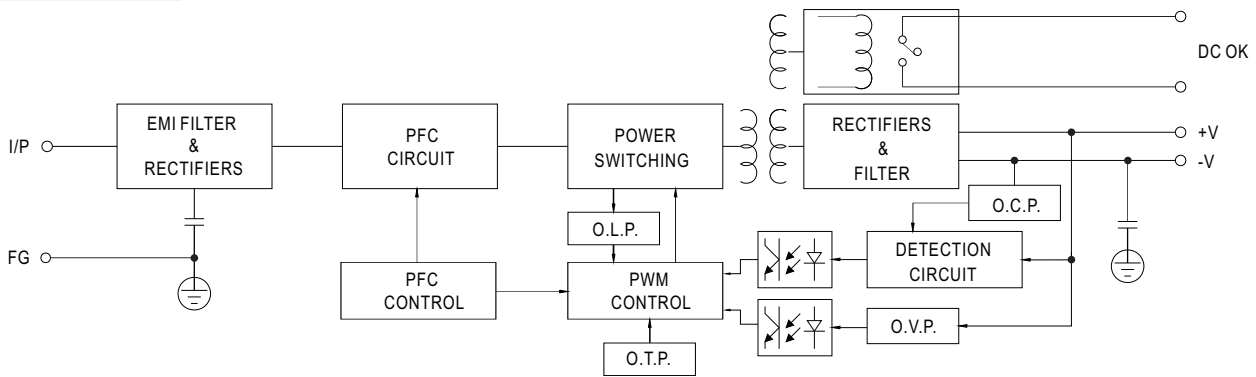 DC OK
I/P
EMI FILTER
&
RECTIFIERS
PFC
CIRCUIT
POWER
SWITCHING
RECTIFIERS
&
FILTER
+V
-V
O.C.P.
O.L.P.
FG
PFC
CONTROL
PWM
CONTROL
DETECTION
CIRCUIT
O.V.P.
O.T.P.